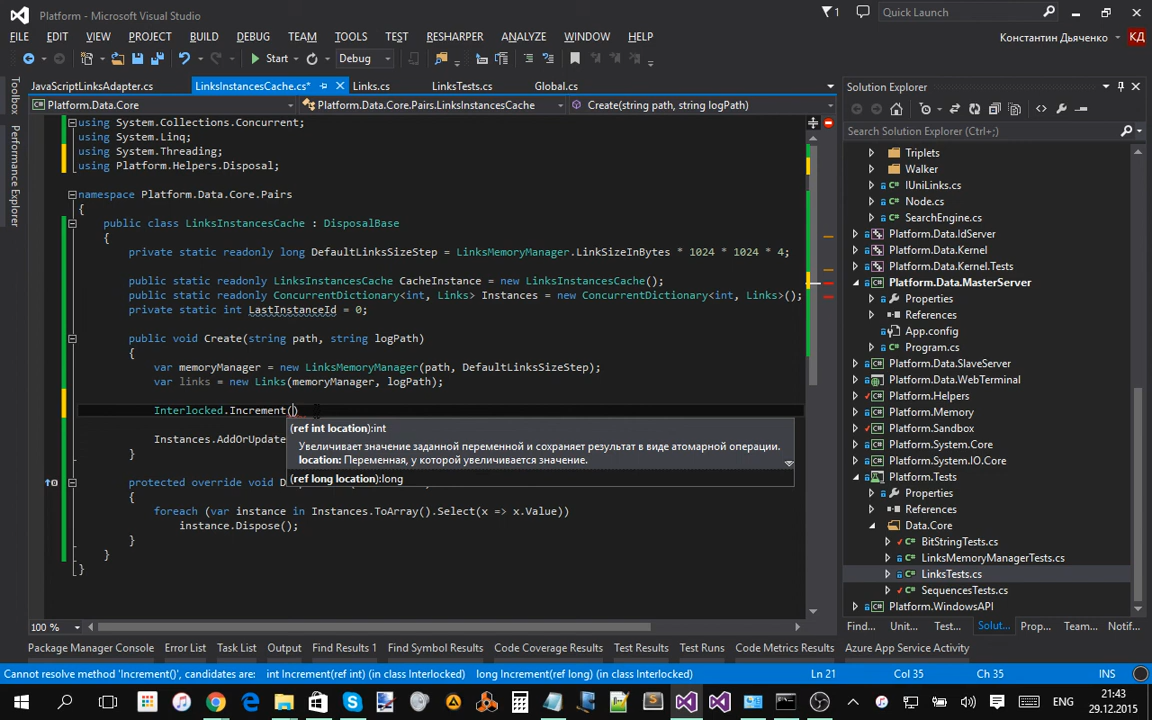 Platform - Microsoft Visual Studio
1
Quick Launch
FILE EDIT VIEW PROJECT BUILD DEBUG TEAM TOOLS TEST RESHARPER ANALYZE WINDOW HELP
Константин Дьяченко КД
Start Debug
JavaScriptLinksAdapter.cs LinksInstancesCache.cs* Links.cs LinksTests.cs Global.cs
Platform.Data.Core Platform.Data.Core.Pairs.LinksInstancesCache Create(string path, string logPath)
Toolbox
Performance Explorer
using System.Collections.Concurrent;
using System.Linq;
using System.Threading;
using Platform.Helpers.Disposal;
namespace Platform.Data.Core.Pairs
{
public class LinksInstancesCache : DisposalBase
{
private static readonly long DefaultLinksSizeStep = LinksMemoryManager.LinkSizeInBytes * 1024 * 1024 * 4;
public static readonly LinksInstancesCache CacheInstance = new LinksInstancesCache();
public static readonly ConcurrentDictionary<int, Links> Instances = new ConcurrentDictionary<int, Links>();
private static int LastInstanceId = 0;
public void Create(string path, string logPath)
{
var memoryManager = new LinksMemoryManager(path, DefaultLinksSizeStep);
var links = new Links(memoryManager, logPath);
Interlocked.Increment()
(ref int location):int
Увеличивает значение заданной переменной и сохраняет результат в виде атомарной операции.
location: Переменная, у которой увеличивается значение.
(ref long location):long
Instances.AddOrUpdate
}
protected override void D
{
foreach (var instance in Instances.ToArray().Select(x => x.Value))
instance.Dispose();
}
}
}
100 %
Solution Explorer
Search Solution Explorer (Ctrl+;)
Triplets
Walker
IUniLinks.cs
Node.cs
SearchEngine.cs
Platform.Data.IdServer
Platform.Data.Kernel
Platform.Data.Kernel.Tests
Platform.Data.MasterServer
Properties
References
App.config
Program.cs
Platform.Data.SlaveServer
Platform.Data.WebTerminal
Platform.Helpers
Platform.Memory
Platform.Sandbox
Platform.System.Core
Platform.System.IO.Core
Platform.Tests
Properties
References
Data.Core
BitStringTests.cs
LinksMemoryManagerTests.cs
LinksTests.cs
SequencesTests.cs
Platform.WindowsAPI
Find... Unit... Test... Solut... Prop... Team... Notif...
Package Manager Console Error List Task List Output Find Results 1 Find Symbol Results Test Results Test Runs Code Metrics Results Azure App Service Activity
Cannot resolve method 'Increment()', candidates are: int Increment(ref int) (in class Interlocked) long Increment(ref long) (in class Interlocked) Ln 21 Col 35 Ch 35 INS
ENG
21:43
29.12.2015